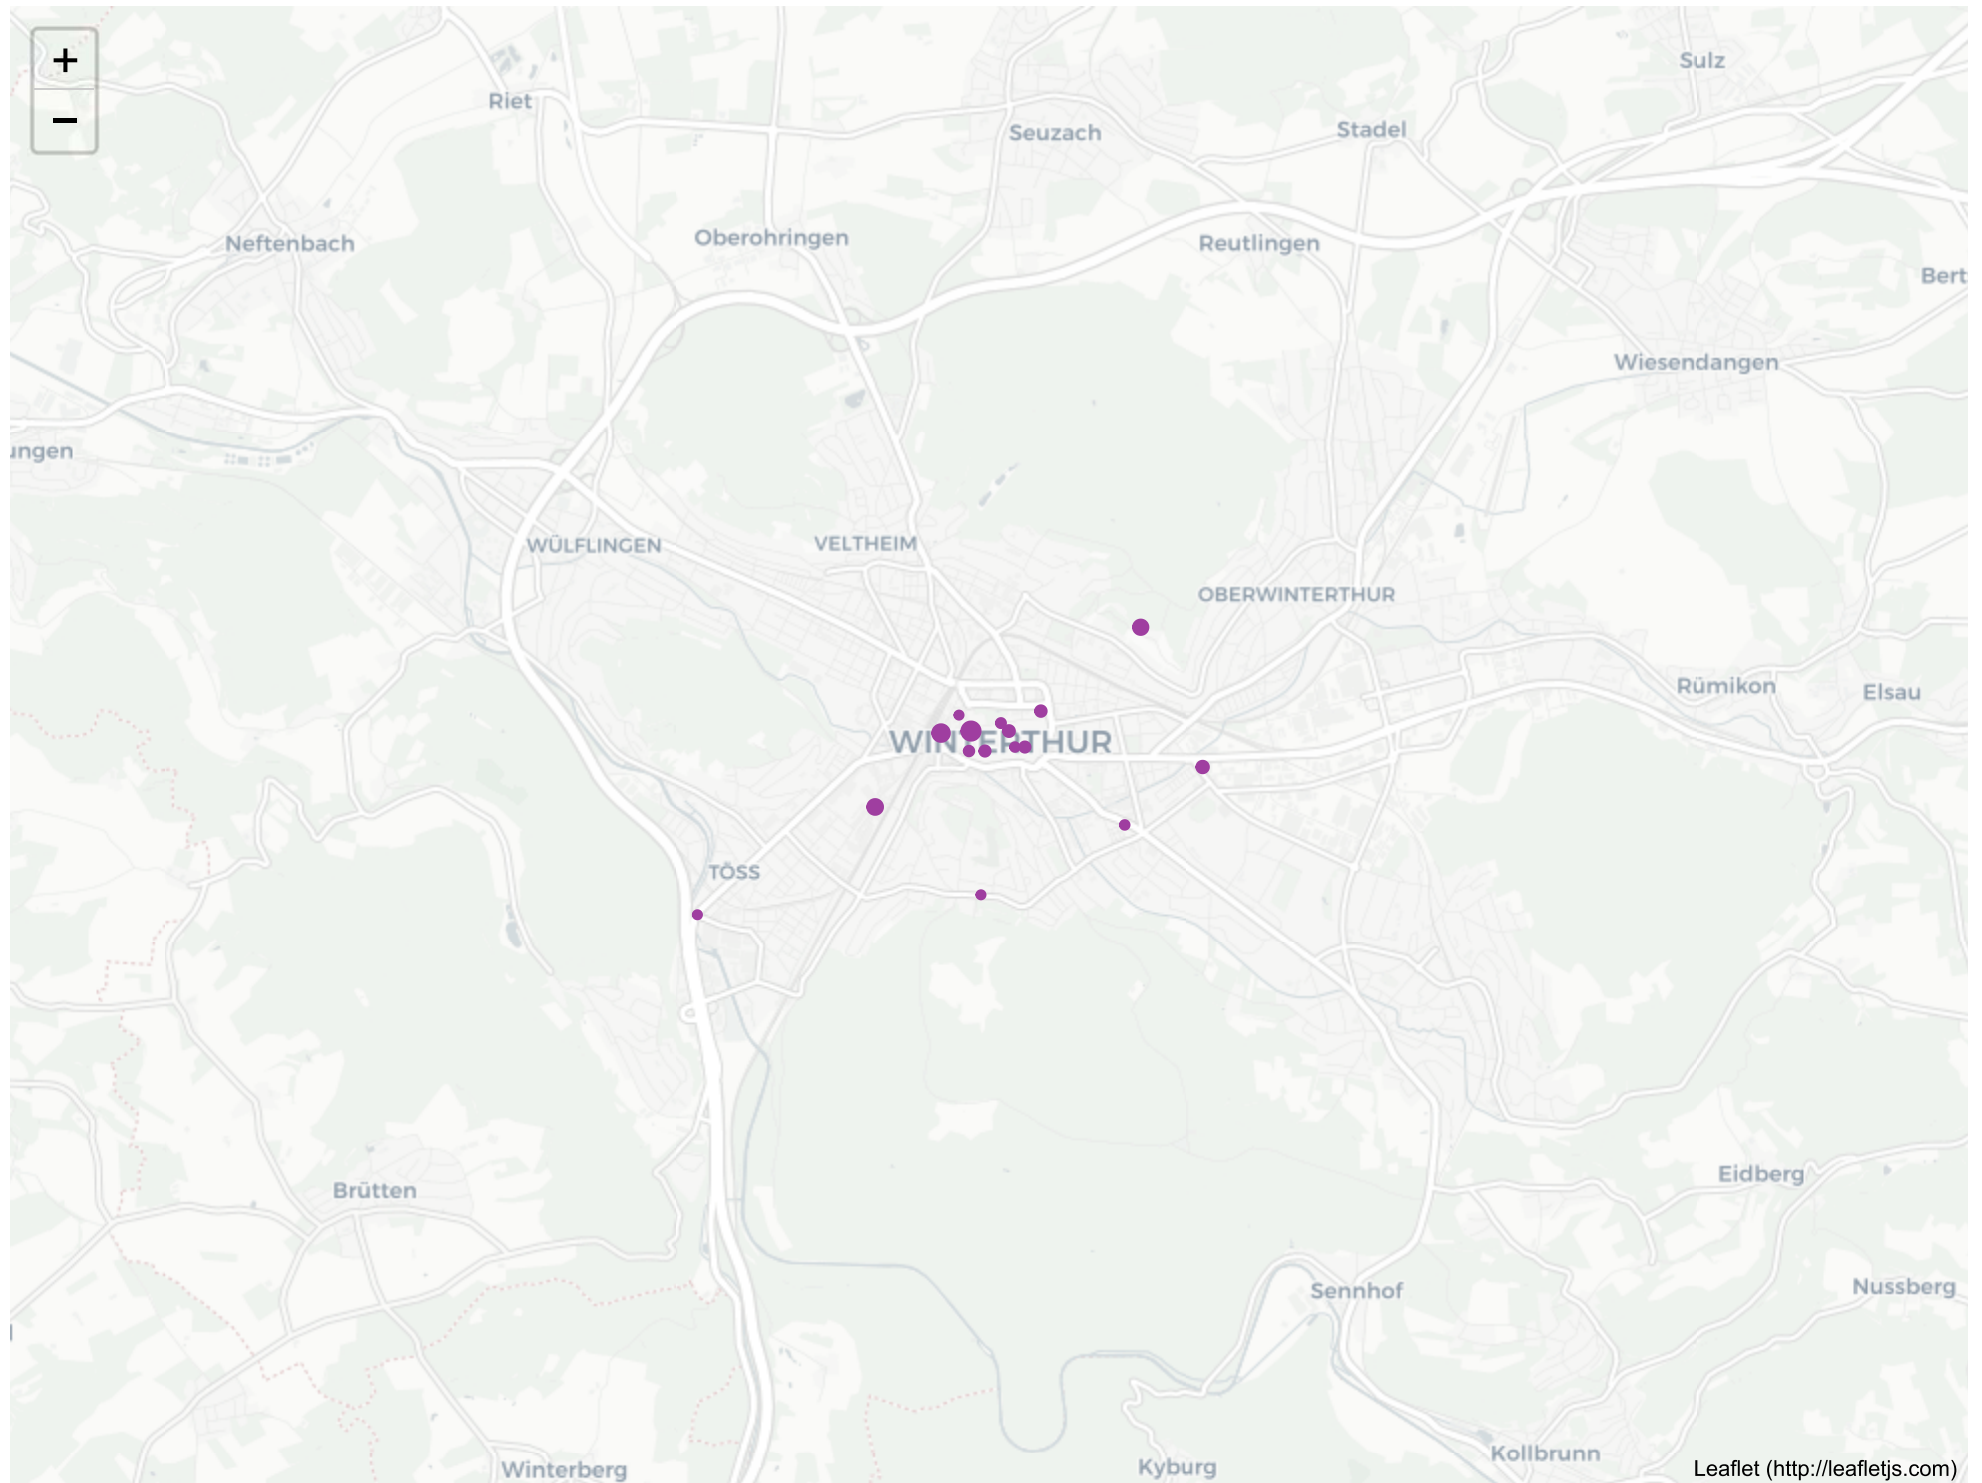 +
Sulz
Riet
−
Seuzach
Stadel
Neftenbach
Oberohringen
Reutlingen
Bert
Wiesendangen
ungen
WÜLFLINGEN
VELTHEIM
OBERWINTERTHUR
Rümikon
Elsau
WINTERTHUR
TÖSS
Eidberg
Brütten
Sennhof
Nussberg
Kollbrunn
Winterberg
Kyburg
Leaflet (http://leafletjs.com)